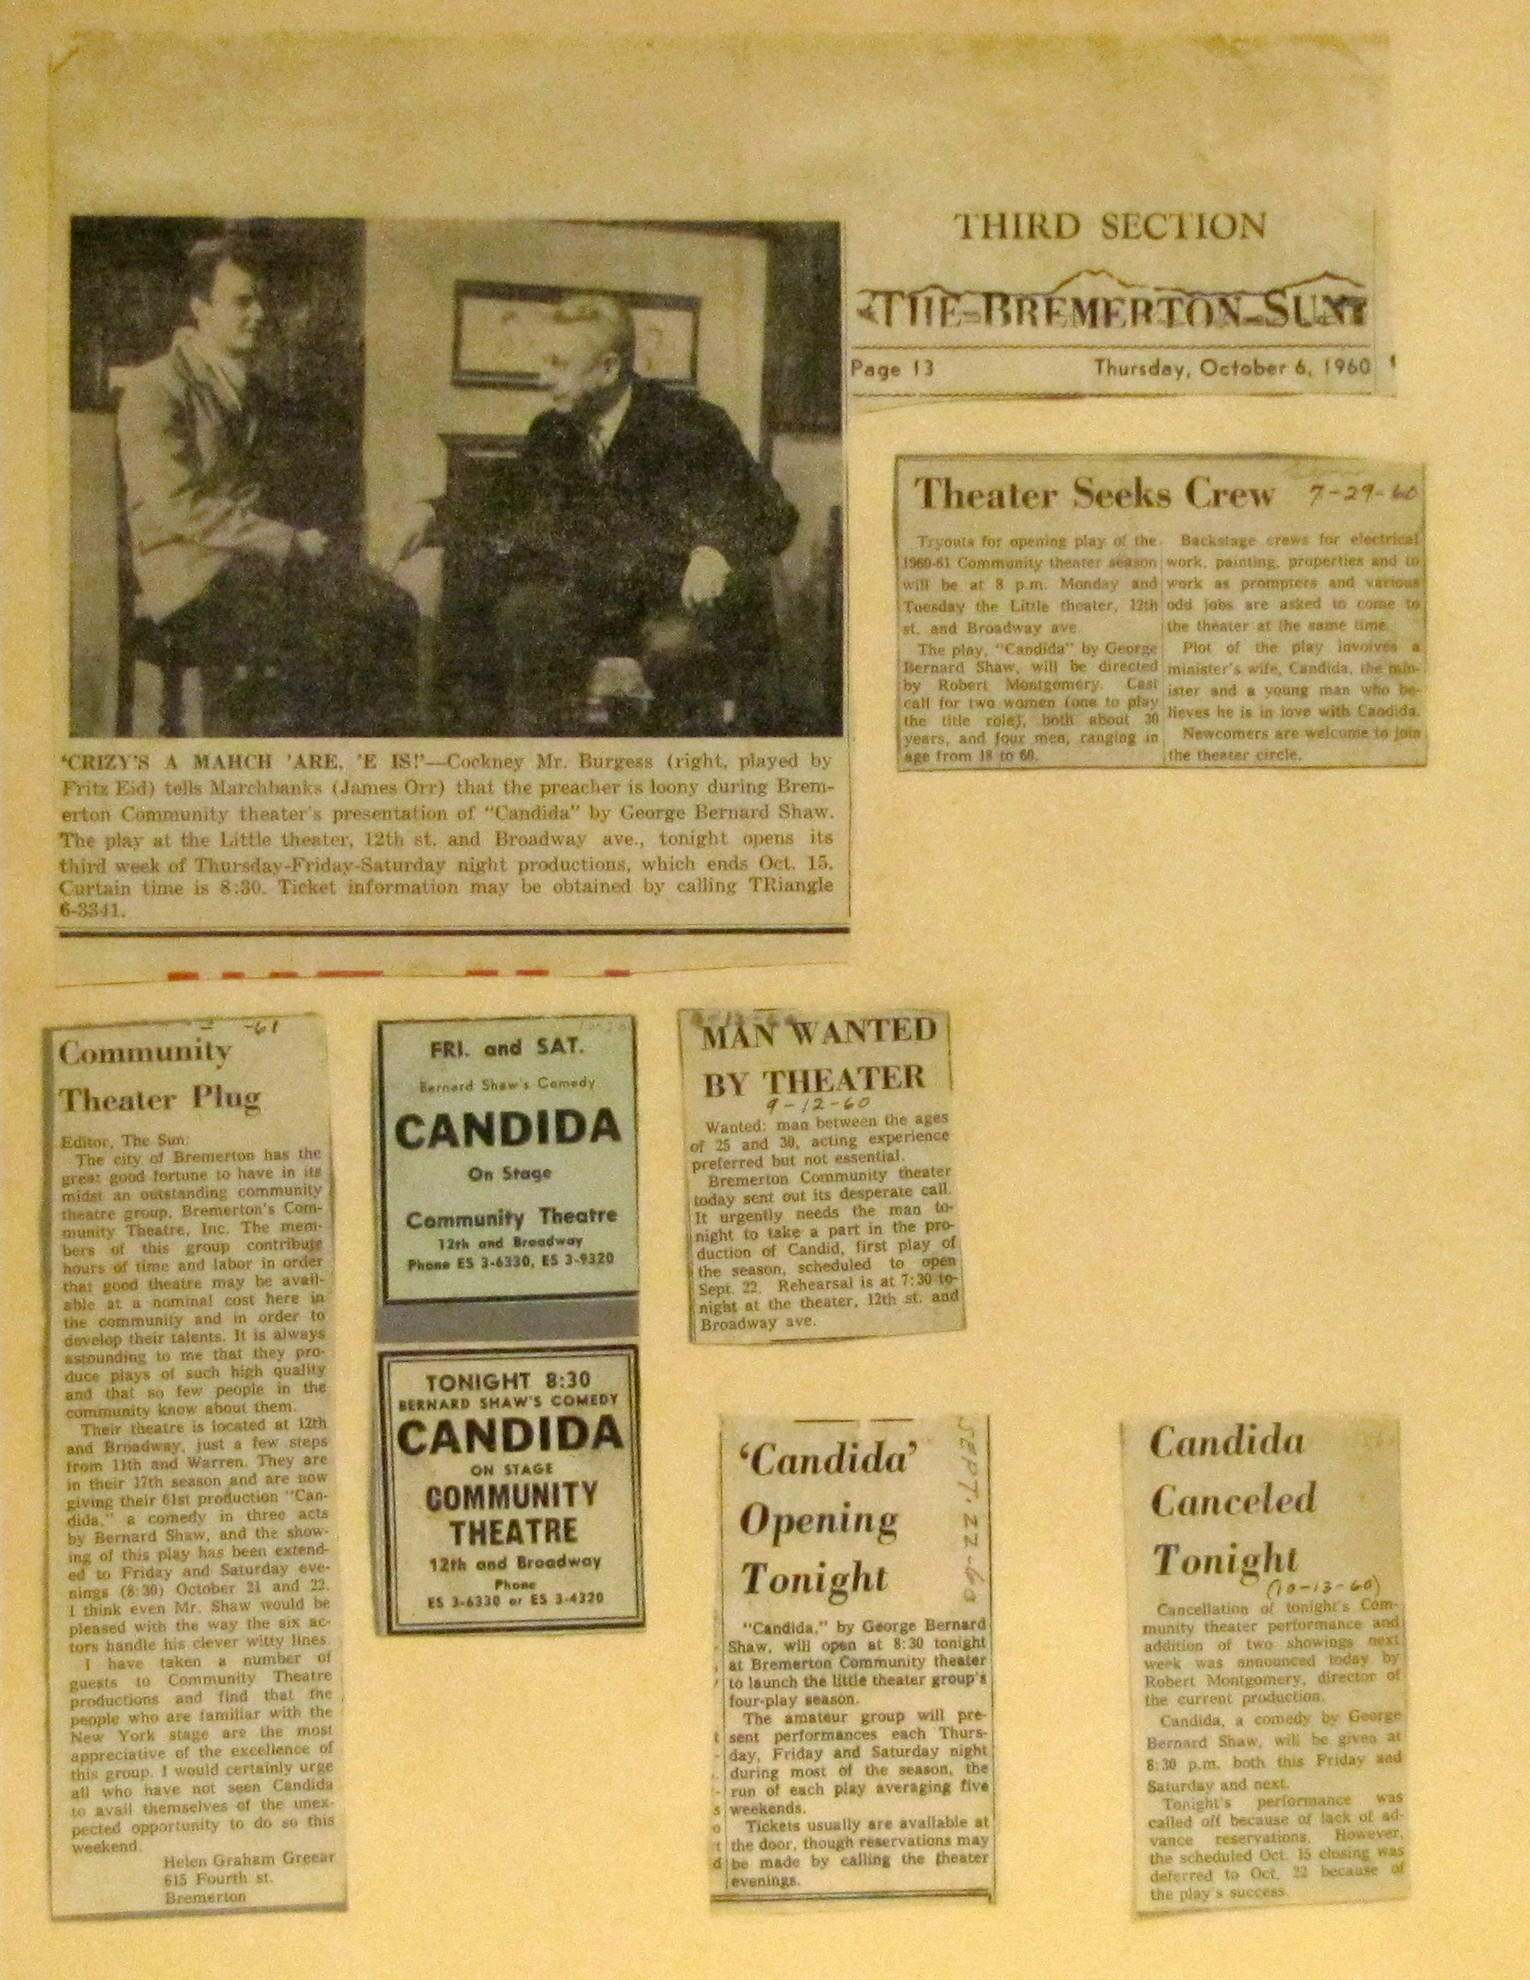 THIRD SECTION
THE BREMERTON SUN
Page 13
Thursday, October 6, 1960
'CRIZY'S A MAHCH 'ARE, 'E IS!'—Cockney Mr. Burgess (right, played by
Fritz Eid) tells Marchbanks (James Orr) that the preacher is loony during Brem-
erton Community theater's presentation of "Candida" by George Bernard Shaw.
The play at the Little theater, 12th st. and Broadway ave., tonight opens its
third week of Thursday-Friday-Saturday night productions, which ends Oct. 15.
Curtain time is 8:30. Ticket information may be obtained by calling TRiangle
6-3341.
Theater Seeks Crew
7-29-60
Tryouts for opening play of the
1960-61 Community theater season
will be at 8 p.m. Monday and
Tuesday the Little theater, 12th
st. and Broadway ave.
The play, "Candida" by George
Bernard Shaw, will be directed
by Robert Montgomery. Cast
call for two women (one to play
the title role), both about 30
years, and four men, ranging in
age from 18 to 60.
Backstage crews for electrical
work, painting, properties and to
work as prompters and various
odd jobs are asked to come to
the theater at the same time.
Plot of the play involves a
minister's wife, Candida, the min-
ister and a young man who be-
lieves he is in love with Candida.
Newcomers are welcome to join
the theater circle.
-61
Community
Theater Plug
Editor, The Sun:
The city of Bremerton has the
great good fortune to have in its
midst an outstanding community
theatre group, Bremerton's Com-
munity Theatre, Inc. The mem-
bers of this group contribute
hours of time and labor in order
that good theatre may be avail-
able at a nominal cost here in
the community and in order to
develop their talents. It is always
astounding to me that they pro-
duce plays of such high quality
and that so few people in the
community know about them.
Their theatre is located at 12th
and Broadway, just a few steps
from 11th and Warren. They are
in their 17th season and are now
giving their 61st production "Can-
dida," a comedy in three acts
by Bernard Shaw, and the show-
ing of this play has been extend-
ed to Friday and Saturday eve-
nings (8:30) October 21 and 22.
I think even Mr. Shaw would be
pleased with the way the six ac-
tors handle his clever witty lines.
I have taken a number of
guests to Community Theatre
productions and find that the
people who are familiar with the
New York stage are the most
appreciative of the excellence of
this group. I would certainly urge
all who have not seen Candida
to avail themselves of the unex-
pected opportunity to do so this
weekend.
Helen Graham Greear
615 Fourth st.
Bremerton
FRI. and SAT.
Bernard Shaw's Comedy
CANDIDA
On Stage
Community Theatre
12th and Broadway
Phone ES 3-6330, ES 3-9320
TONIGHT 8:30
BERNARD SHAW'S COMEDY
CANDIDA
ON STAGE
COMMUNITY
THEATRE
12th and Broadway
Phone
ES 3-6330 or ES 3-4320
MAN WANTED
BY THEATER
9-12-60
Wanted: man between the ages
of 25 and 30, acting experience
preferred but not essential.
Bremerton Community theater
today sent out its desperate call.
It urgently needs the man to-
night to take a part in the pro-
duction of Candid, first play of
the season, scheduled to open
Sept. 22. Rehearsal is at 7:30 to-
night at the theater, 12th st. and
Broadway ave.
SEPT. 22-60
'Candida'
Opening
Tonight
"Candida," by George Bernard
Shaw, will open at 8:30 tonight
at Bremerton Community theater
to launch the little theater group's
four-play season.
The amateur group will pre-
sent performances each Thurs-
day, Friday and Saturday night
during most of the season, the
run of each play averaging five
weekends.
Tickets usually are available at
the door, though reservations may
be made by calling the theater
evenings.
Candida
Canceled
Tonight
(10-13-60)
Cancellation of tonight's Com-
munity theater performance and
addition of two showings next
week was announced today by
Robert Montgomery, director of
the current production.
Candida, a comedy by George
Bernard Shaw, will be given at
8:30 p.m. both this Friday and
Saturday and next.
Tonight's performance was
called off because of lack of ad-
vance reservations. However,
the scheduled Oct. 15 closing was
deferred to Oct. 22 because of
the play's success.